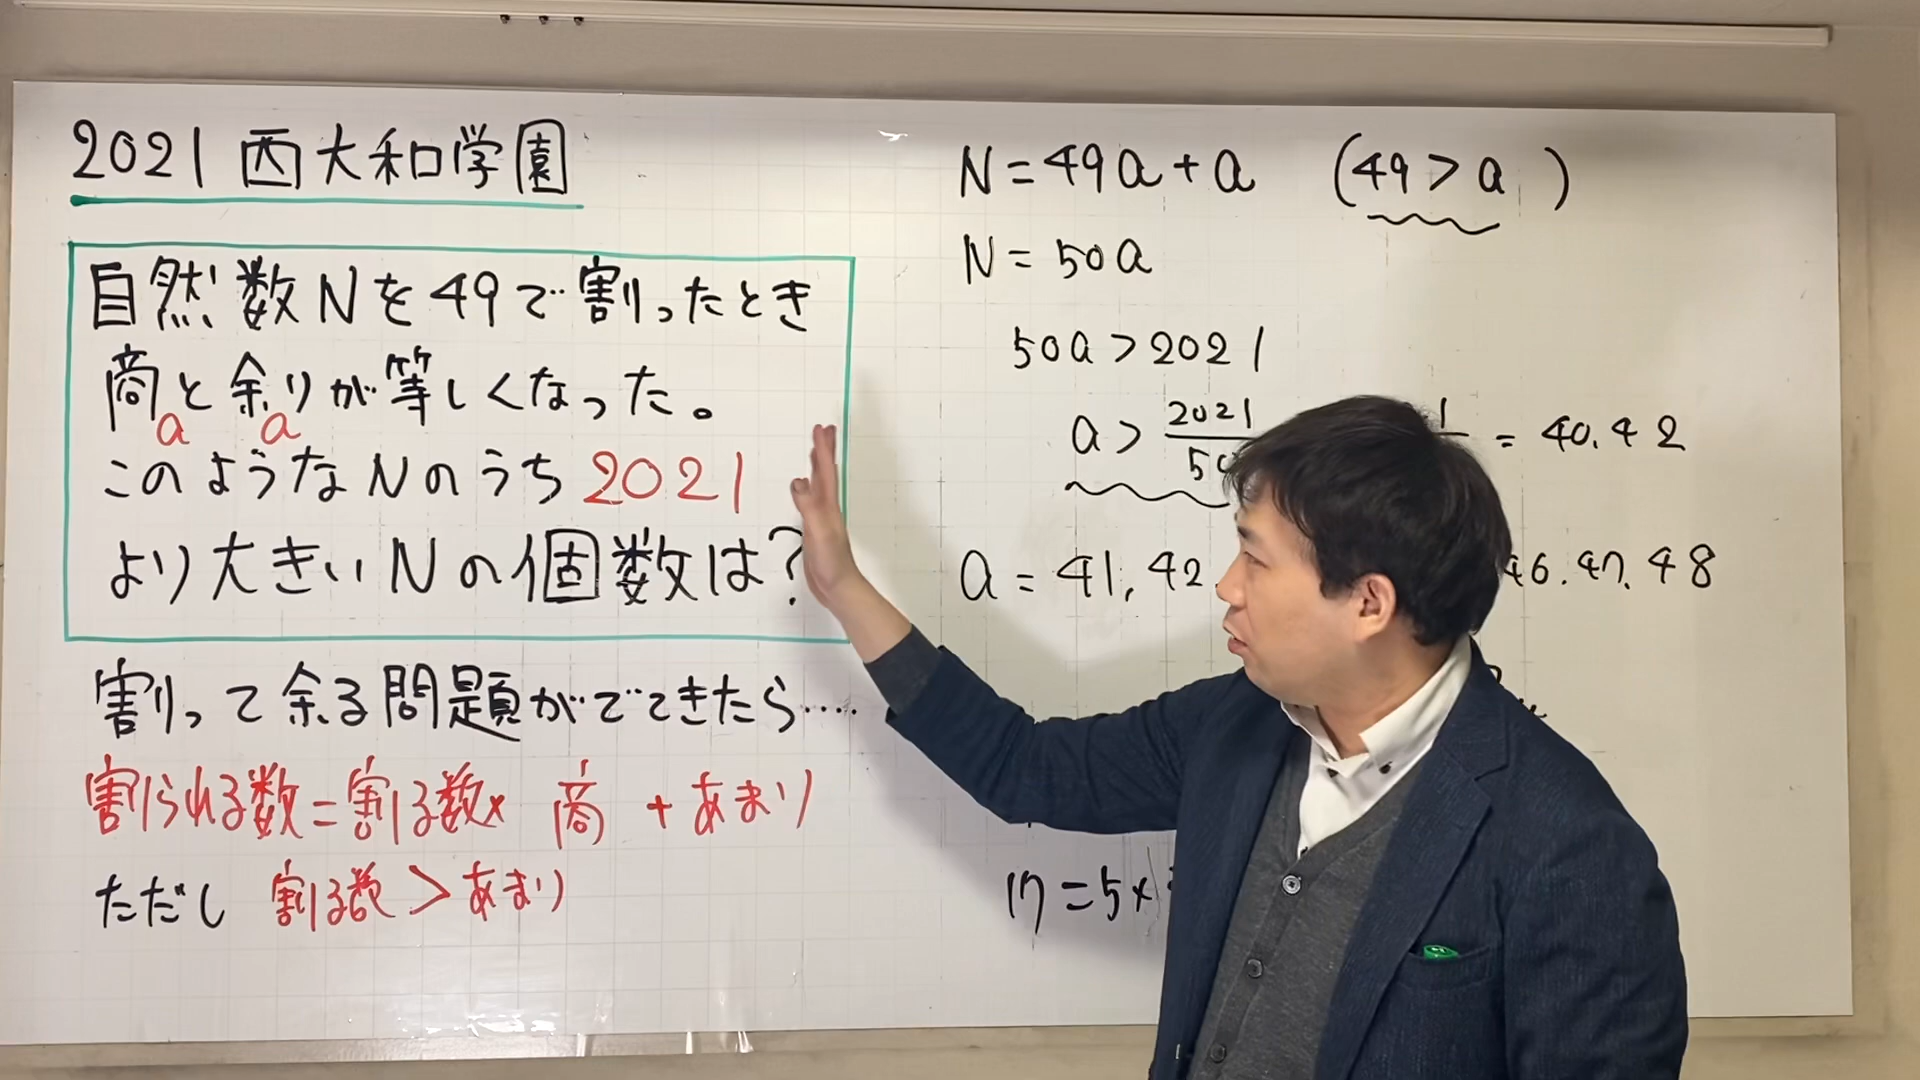 2021 西大和学園
自然数Nを49で割ったとき
商と余りが等しくなった。
a a
このようなNのうち2021
より大きいNの個数は?
割って余る問題がでてきたら....
割られる数=割る数× 商 + あまり
ただし 割る数 > あまり
N = 49a + a (49 > a )
N = 50a
50a > 2021
a > 2021 = 40.42
a = 41, 42 46. 47. 48
17 = 5 ×